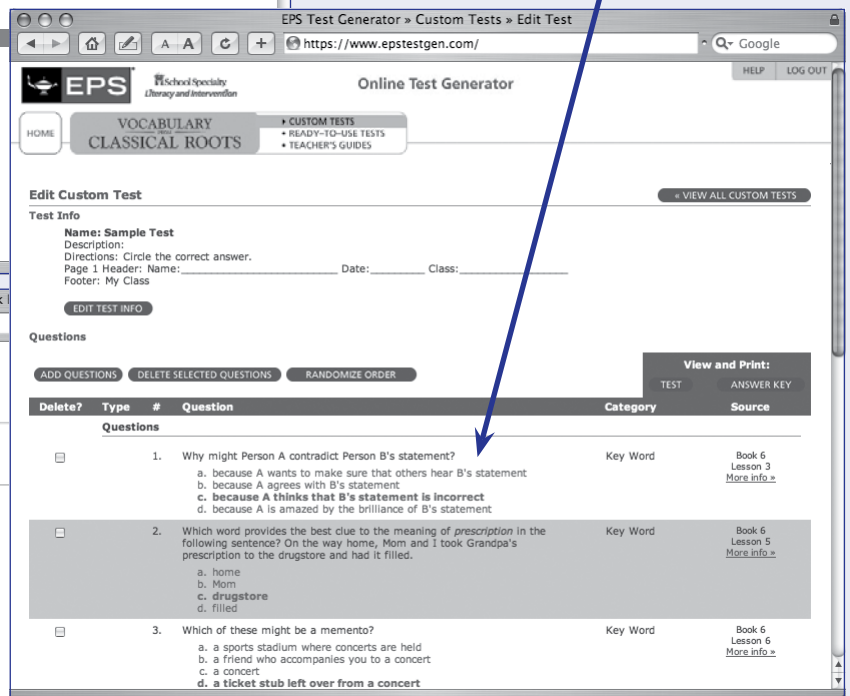 EPS Test Generator » Custom Tests » Edit Test
A A
https://www.epstestgen.com/
Google
HELP LOG OUT
EPS
School Specialty
Literacy and Intervention
Online Test Generator
HOME
VOCABULARY
FROM
CLASSICAL ROOTS
CUSTOM TESTS
• READY-TO-USE TESTS
• TEACHER'S GUIDES
Edit Custom Test
« VIEW ALL CUSTOM TESTS
Test Info
Name: Sample Test
Description:
Directions: Circle the correct answer.
Page 1 Header: Name:__________________________ Date:_________ Class:__________________
Footer: My Class
EDIT TEST INFO
Questions
ADD QUESTIONS DELETE SELECTED QUESTIONS RANDOMIZE ORDER
View and Print:
TEST ANSWER KEY
Delete? Type # Question Category Source
Questions
1. Why might Person A contradict Person B's statement? Key Word Book 6
Lesson 3
More info »
a. because A wants to make sure that others hear B's statement
b. because A agrees with B's statement
c. because A thinks that B's statement is incorrect
d. because A is amazed by the brilliance of B's statement
2. Which word provides the best clue to the meaning of prescription in the Key Word Book 6
following sentence? On the way home, Mom and I took Grandpa's Lesson 5
prescription to the drugstore and had it filled. More info »
a. home
b. Mom
c. drugstore
d. filled
3. Which of these might be a memento? Key Word Book 6
Lesson 6
More info »
a. a sports stadium where concerts are held
b. a friend who accompanies you to a concert
c. a concert
d. a ticket stub left over from a concert